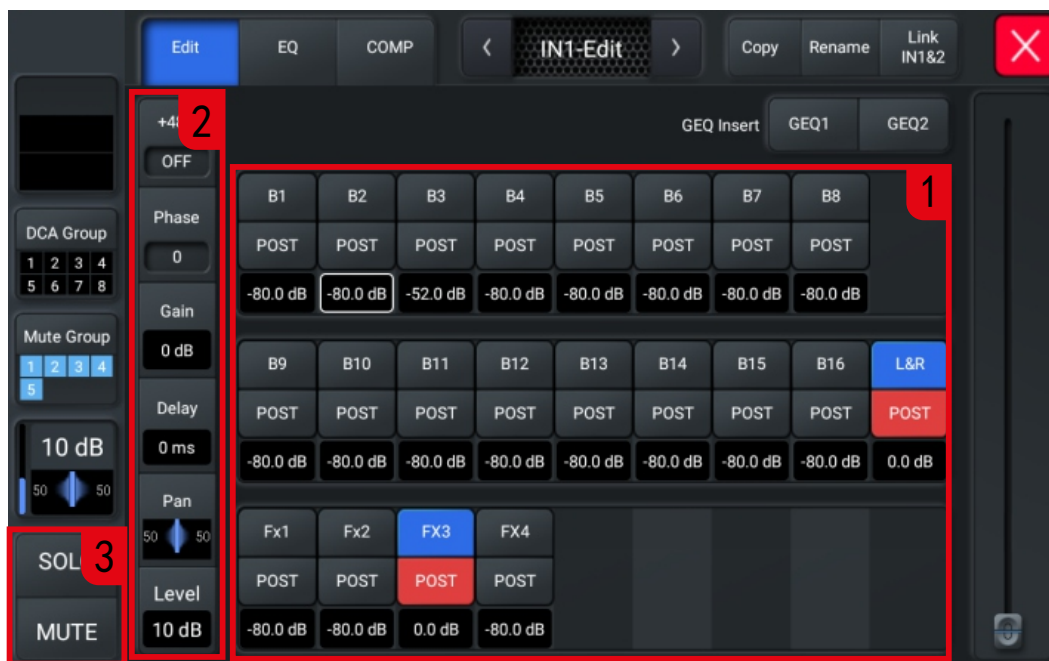 Edit EQ COMP < IN1-Edit > Copy Rename Link IN1&2
+48 2 GEQ Insert GEQ1 GEQ2
OFF
1
B1 B2 B3 B4 B5 B6 B7 B8
Phase
POST POST POST POST POST POST POST POST
DCA Group
0
1 2 3 4
5 6 7 8
-80.0 dB -80.0 dB -52.0 dB -80.0 dB -80.0 dB -80.0 dB -80.0 dB -80.0 dB
Gain
Mute Group
0 dB
1 2 3 4
5
B9 B10 B11 B12 B13 B14 B15 B16 L&R
Delay
POST POST POST POST POST POST POST POST POST
10 dB
0 ms
-80.0 dB -80.0 dB -80.0 dB -80.0 dB -80.0 dB -80.0 dB -80.0 dB -80.0 dB 0.0 dB
50 50
Pan
50 50
Fx1 Fx2 FX3 FX4
SOL 3
POST POST POST POST
Level
MUTE
10 dB
-80.0 dB -80.0 dB 0.0 dB -80.0 dB